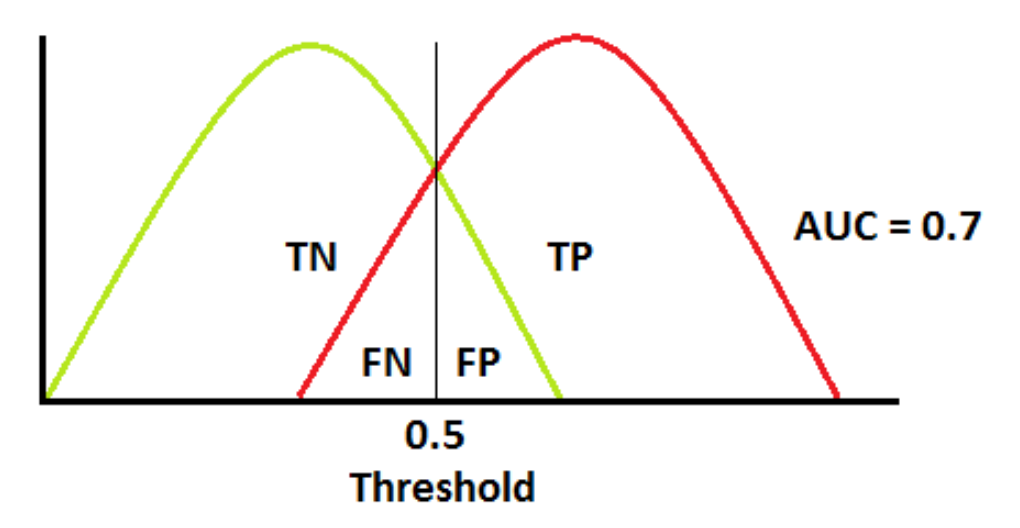 AUC = 0.7
TN
TP
FN
FP
0.5
Threshold